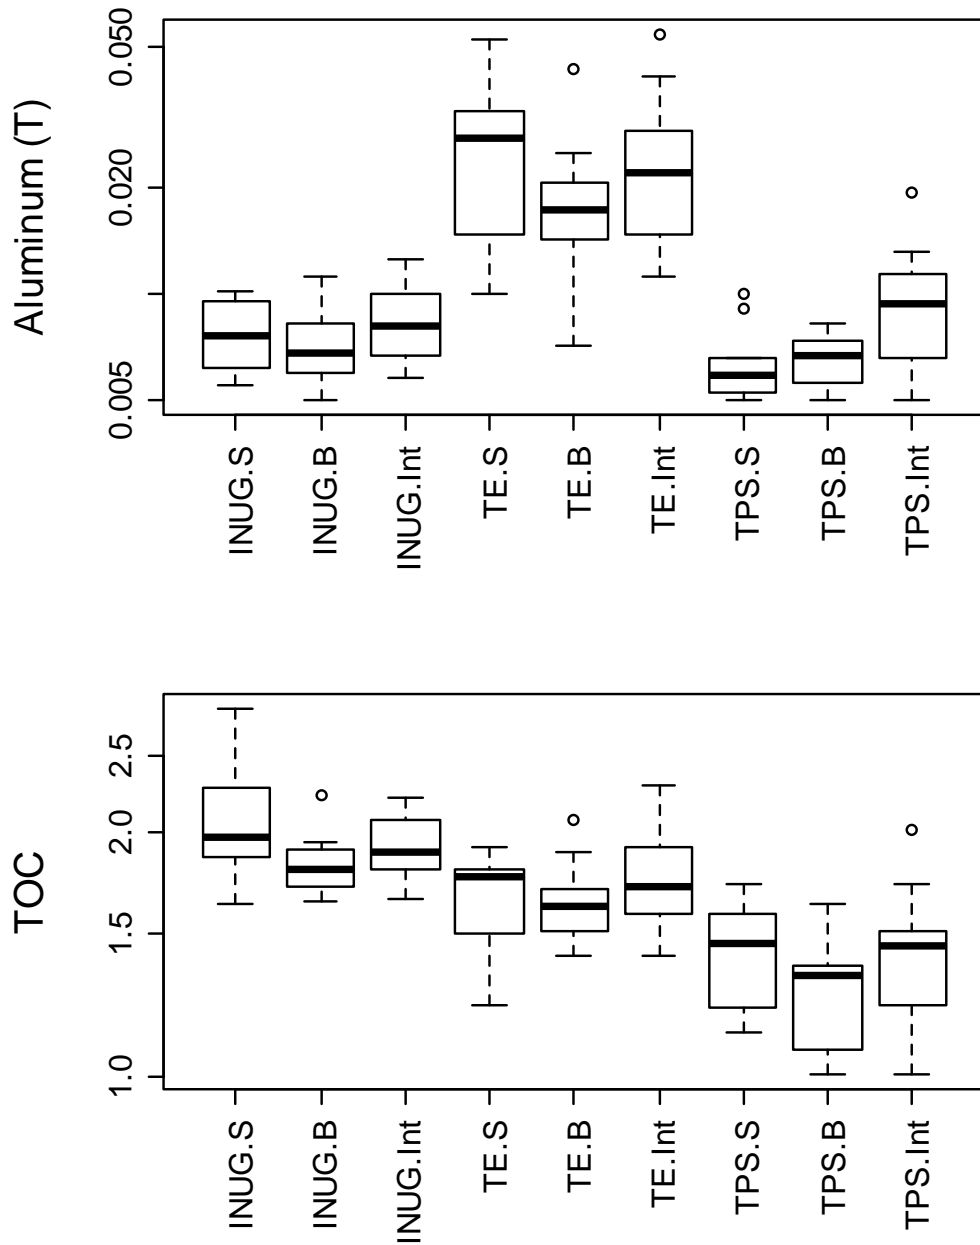 Aluminum (T)
0.050
0.020
0.005
INUG.S
INUG.B
INUG.Int
TE.S
TE.B
TE.Int
TPS.S
TPS.B
TPS.Int
TOC
2.5
2.0
1.5
1.0
INUG.S
INUG.B
INUG.Int
TE.S
TE.B
TE.Int
TPS.S
TPS.B
TPS.Int